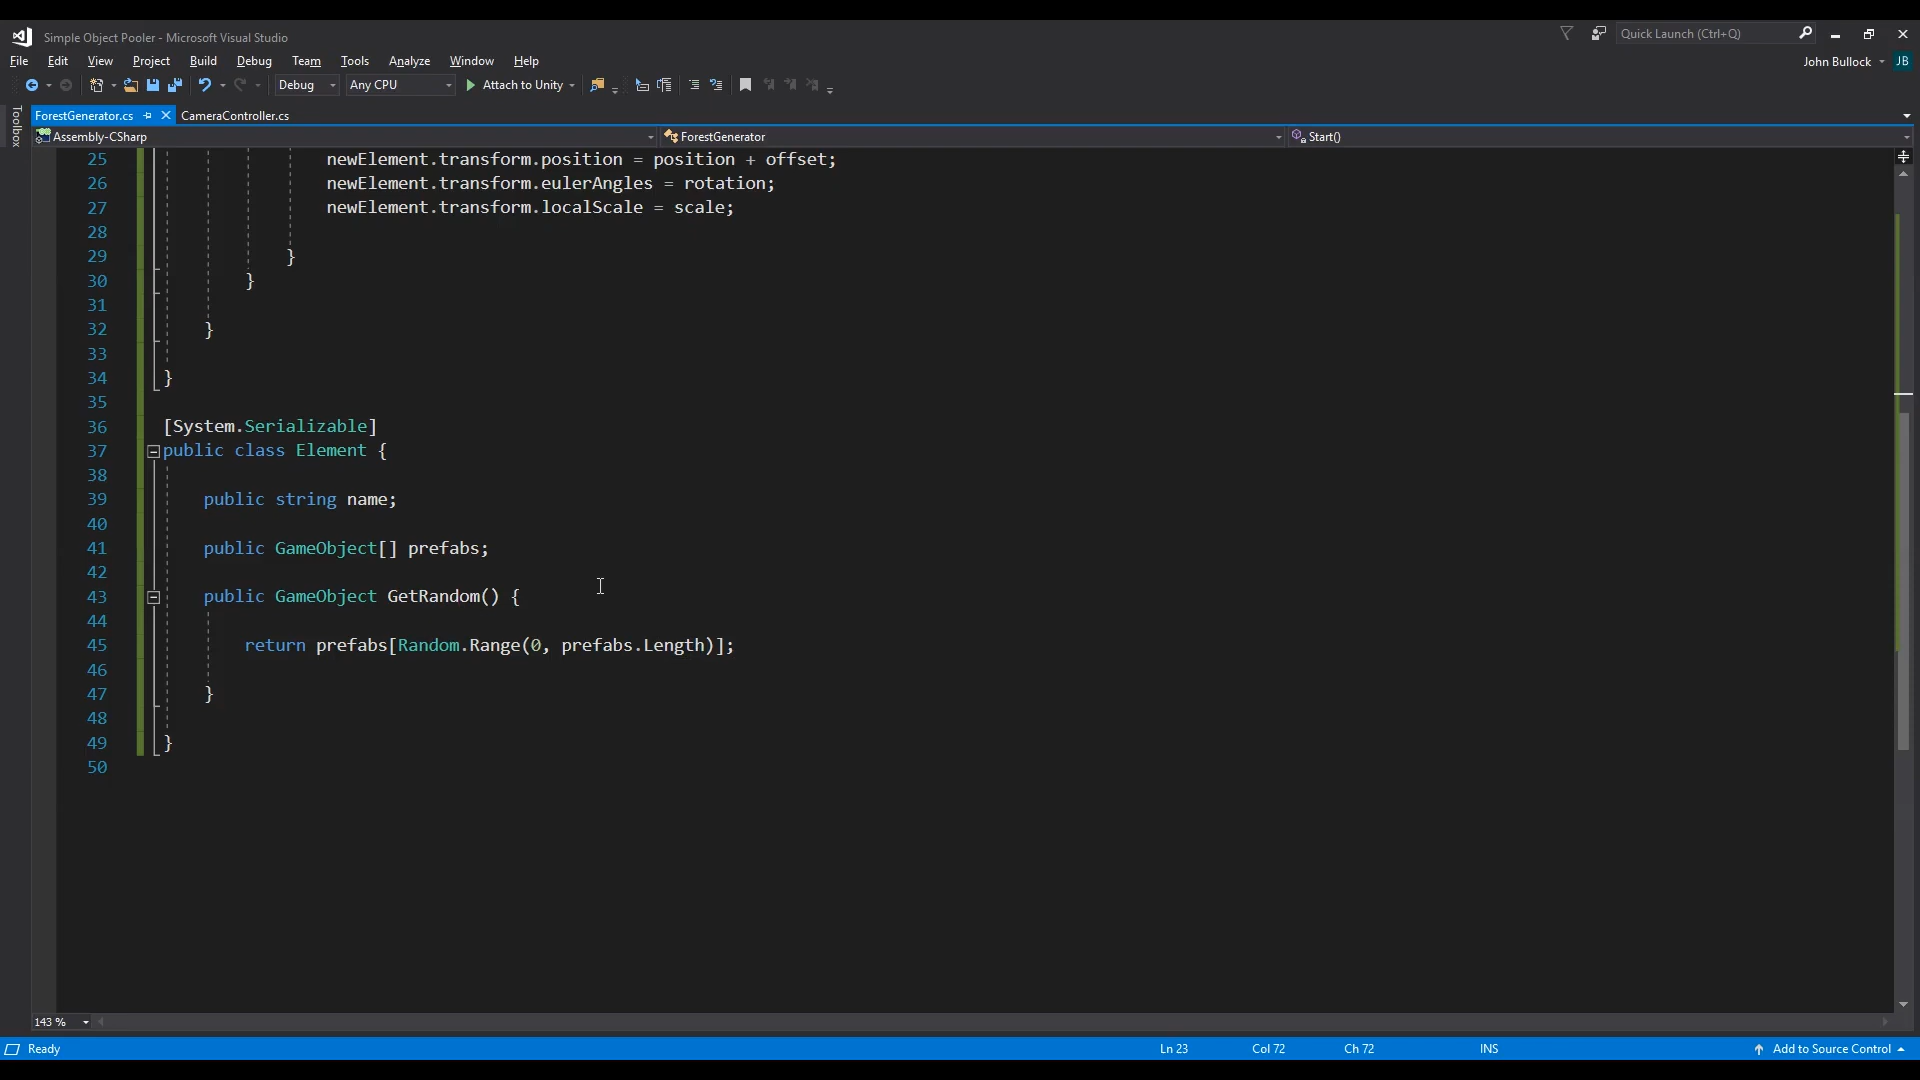 Simple Object Pooler - Microsoft Visual Studio
Quick Launch (Ctrl+Q)
File Edit View Project Build Debug Team Tools Analyze Window Help
John Bullock JB
Debug Any CPU Attach to Unity
Toolbox
ForestGenerator.cs CameraController.cs
Assembly-CSharp ForestGenerator Start()
25 newElement.transform.position = position + offset;
26 newElement.transform.eulerAngles = rotation;
27 newElement.transform.localScale = scale;
28
29 }
30 }
31
32 }
33
34 }
35
36 [System.Serializable]
37 public class Element {
38
39 public string name;
40
41 public GameObject[] prefabs;
42
43 public GameObject GetRandom() {
44
45 return prefabs[Random.Range(0, prefabs.Length)];
46
47 }
48
49 }
50
143 %
Ready Ln 23 Col 72 Ch 72 INS Add to Source Control